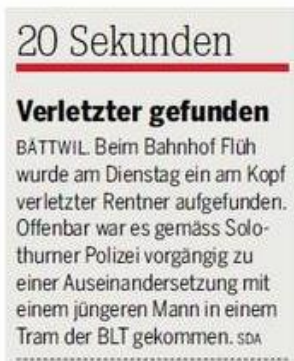 20 Sekunden
Verletzter gefunden
BÄTTWIL. Beim Bahnhof Flüh
wurde am Dienstag ein am Kopf
verletzter Rentner aufgefunden.
Offenbar war es gemäss Solo-
thurner Polizei vorgängig zu
einer Auseinandersetzung mit
einem jüngeren Mann in einem
Tram der BLT gekommen. SDA